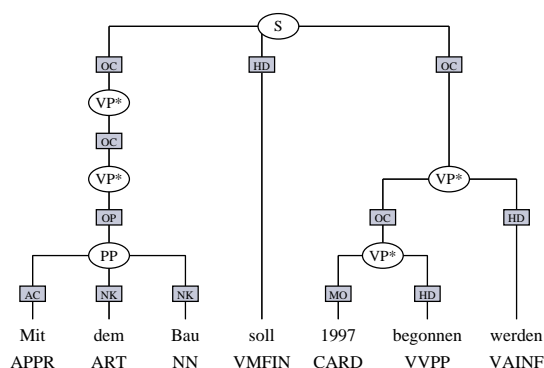 S
OC HD OC
VP*
OC
VP* VP*
OP OC HD
PP VP*
AC NK NK MO HD
Mit dem Bau soll 1997 begonnen werden
APPR ART NN VMFIN CARD VVPP VAINF